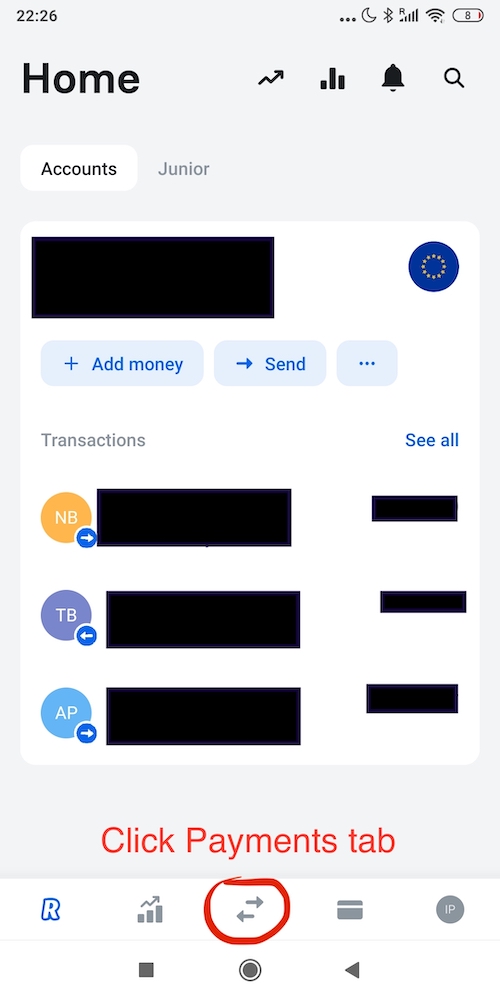 22:26
R
8
Home
Accounts
Junior
+ Add money
→ Send
...
Transactions
See all
NB
TB
AP
Click Payments tab
R
IP